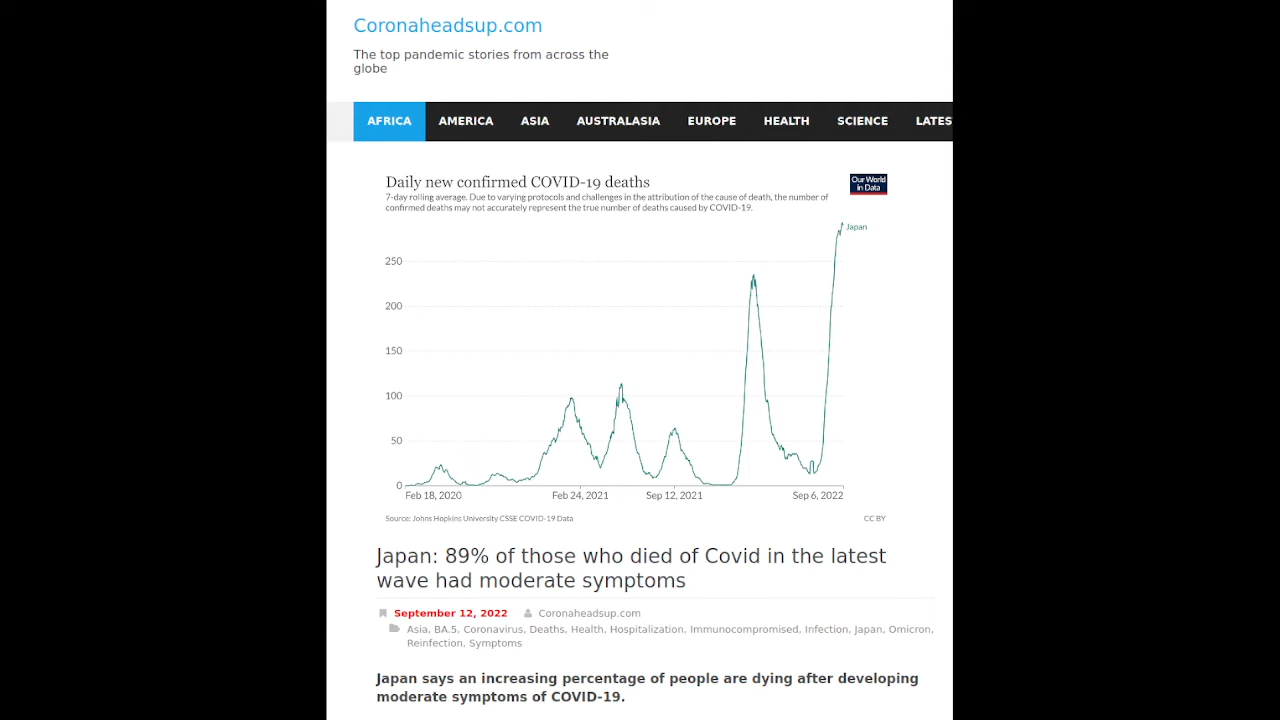 Coronaheadsup.com
The top pandemic stories from across the
globe
AFRICA AMERICA ASIA AUSTRALASIA EUROPE HEALTH SCIENCE LATES
Daily new confirmed COVID-19 deaths
Our World
in Data
7-day rolling average. Due to varying protocols and challenges in the attribution of the cause of death, the number of
confirmed deaths may not accurately represent the true number of deaths caused by COVID-19.
Japan
250
200
150
100
50
0
Feb 18, 2020 Feb 24, 2021 Sep 12, 2021 Sep 6, 2022
Source: Johns Hopkins University CSSE COVID-19 Data CC BY
Japan: 89% of those who died of Covid in the latest
wave had moderate symptoms
September 12, 2022 Coronaheadsup.com
Asia, BA.5, Coronavirus, Deaths, Health, Hospitalization, Immunocompromised, Infection, Japan, Omicron,
Reinfection, Symptoms
Japan says an increasing percentage of people are dying after developing
moderate symptoms of COVID-19.